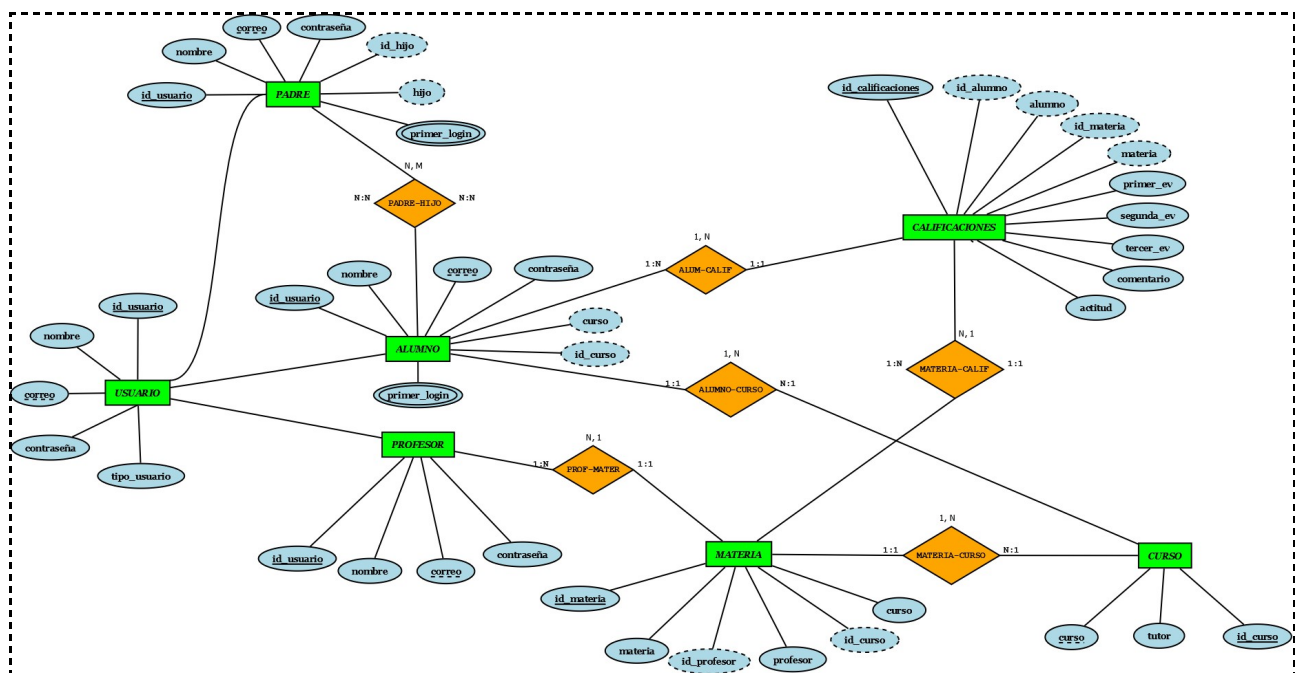 correo
contraseña
nombre
id_hijo
id_usuario
PADRE
hijo
primer_login
N, M
N:N
PADRE-HIJO
N:N
id_calificaciones
id_alumno
alumno
id_materia
materia
primer_ev
segunda_ev
tercer_ev
comentario
actitud
CALIFICACIONES
1, N
1:N
ALUM-CALIF
1:1
nombre
correo
contraseña
id_usuario
curso
id_curso
ALUMNO
primer_login
id_usuario
nombre
correo
USUARIO
contraseña
tipo_usuario
1, N
1:1
ALUMNO-CURSO
N:1
N, 1
1:N
MATERIA-CALIF
1:1
PROFESOR
N, 1
1:N
PROF-MATER
1:1
id_usuario
nombre
correo
contraseña
MATERIA
1, N
1:1
MATERIA-CURSO
N:1
CURSO
id_materia
materia
id_profesor
profesor
id_curso
curso
curso
tutor
id_curso